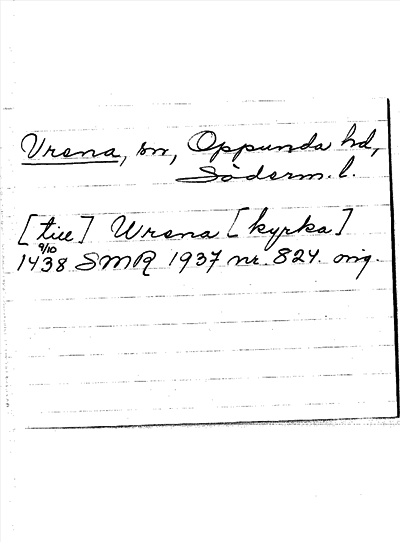 Vrena, sn, Oppunda hd,
Söderm. l.
[till] Wrena [kyrka]
9/10
1438 SMR 1937 nr. 824. orig.